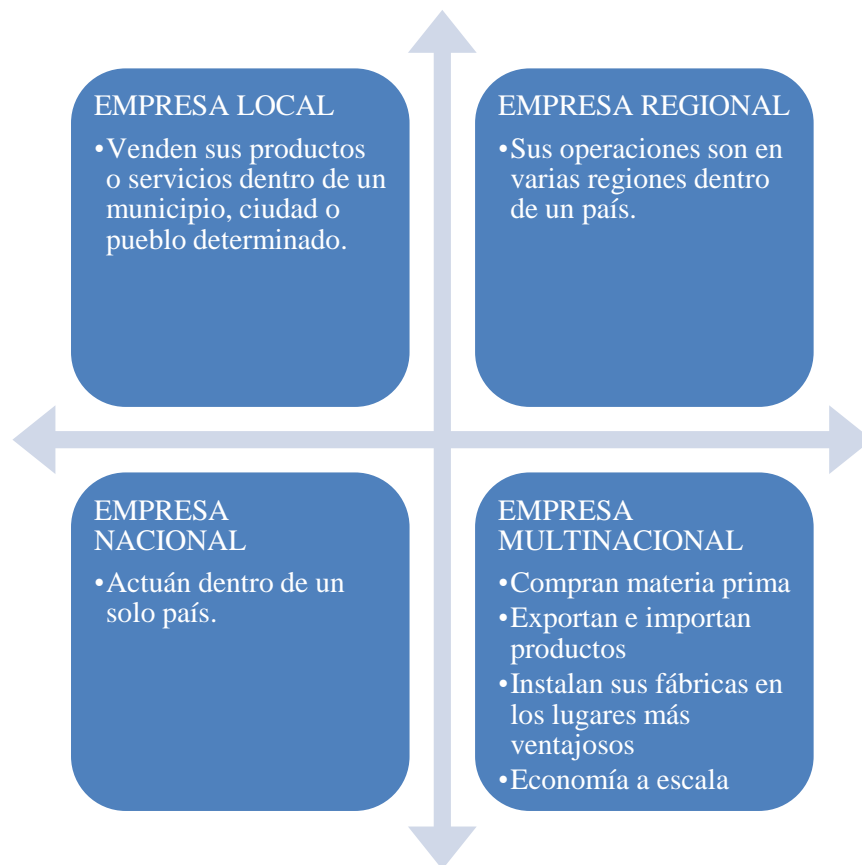 EMPRESA LOCAL
•Venden sus productos
o servicios dentro de un
municipio, ciudad o
pueblo determinado.
EMPRESA REGIONAL
•Sus operaciones son en
varias regiones dentro
de un país.
EMPRESA
NACIONAL
•Actuán dentro de un
solo país.
EMPRESA
MULTINACIONAL
•Compran materia prima
•Exportan e importan
productos
•Instalan sus fábricas en
los lugares más
ventajosos
•Economía a escala